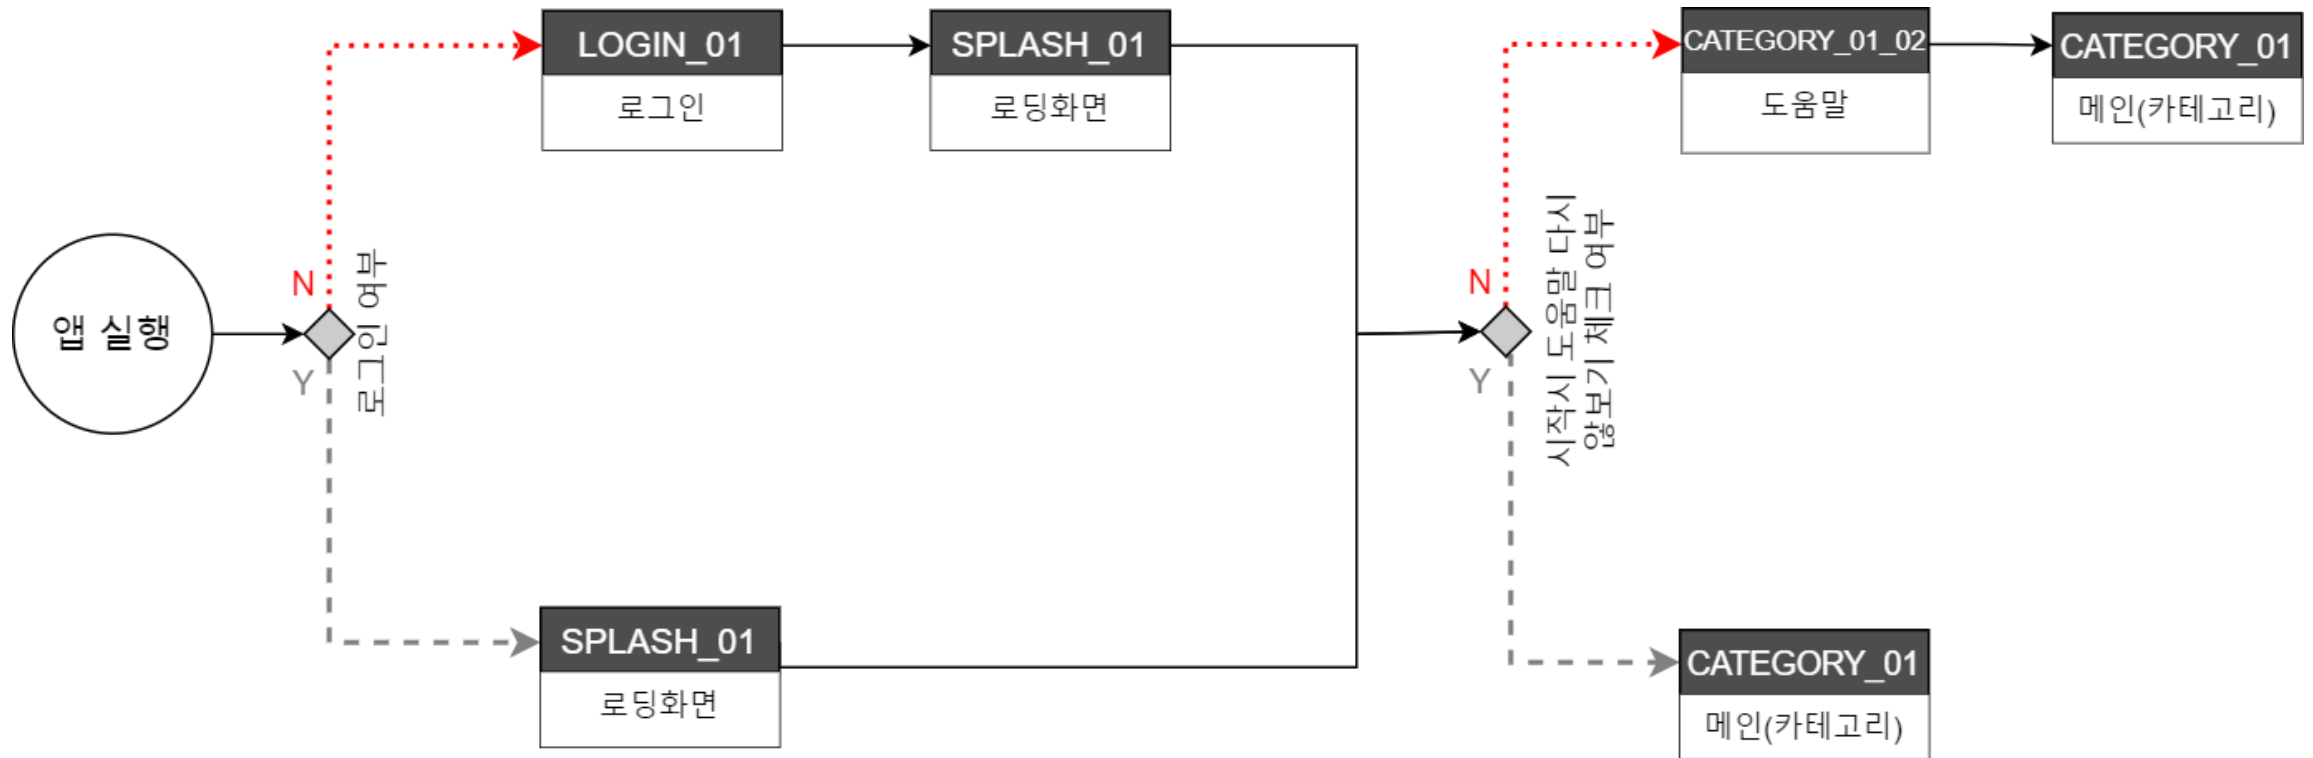 앱 실행
N
Y
로그인 여부
LOGIN_01
로그인
SPLASH_01
로딩화면
SPLASH_01
로딩화면
N
Y
시작시 도움말 다시
않보기 체크 여부
CATEGORY_01_02
도움말
CATEGORY_01
메인(카테고리)
CATEGORY_01
메인(카테고리)